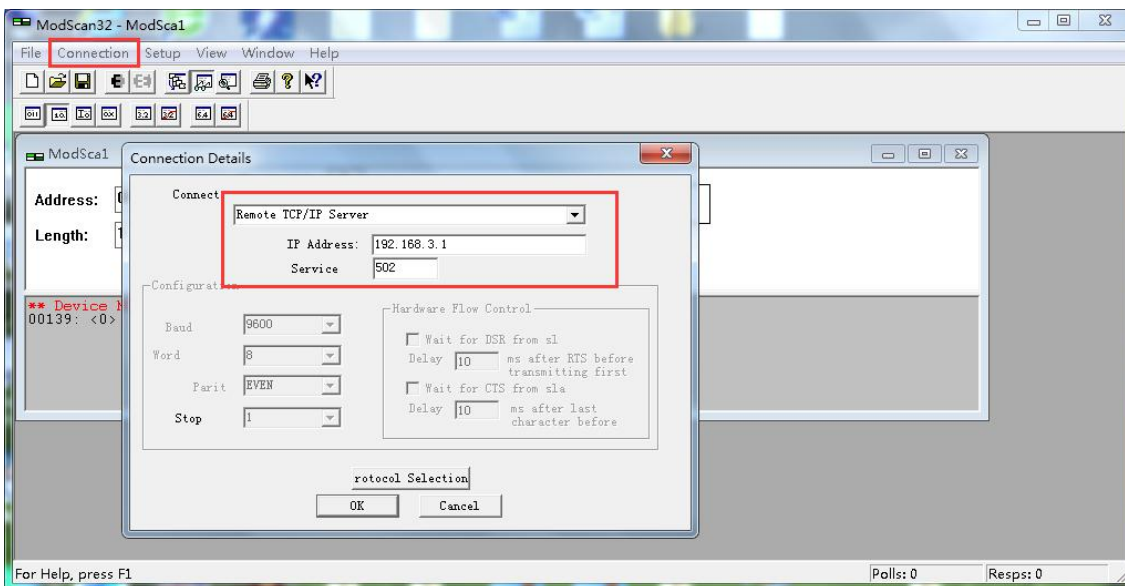 ModScan32 - ModSca1
File Connection Setup View Window Help
ModSca1
Connection Details
Address:
Length:
Connect
Remote TCP/IP Server
IP Address: 192.168.3.1
Service 502
** Device
00139: <0>
Configuration
Baud 9600
Word 8
Parit EVEN
Stop 1
Hardware Flow Control
Wait for DSR from sl
Delay 10 ms after RTS before
transmitting first
Wait for CTS from sla
Delay 10 ms after last
character before
rotocol Selection
OK Cancel
For Help, press F1 Polls: 0 Resps: 0